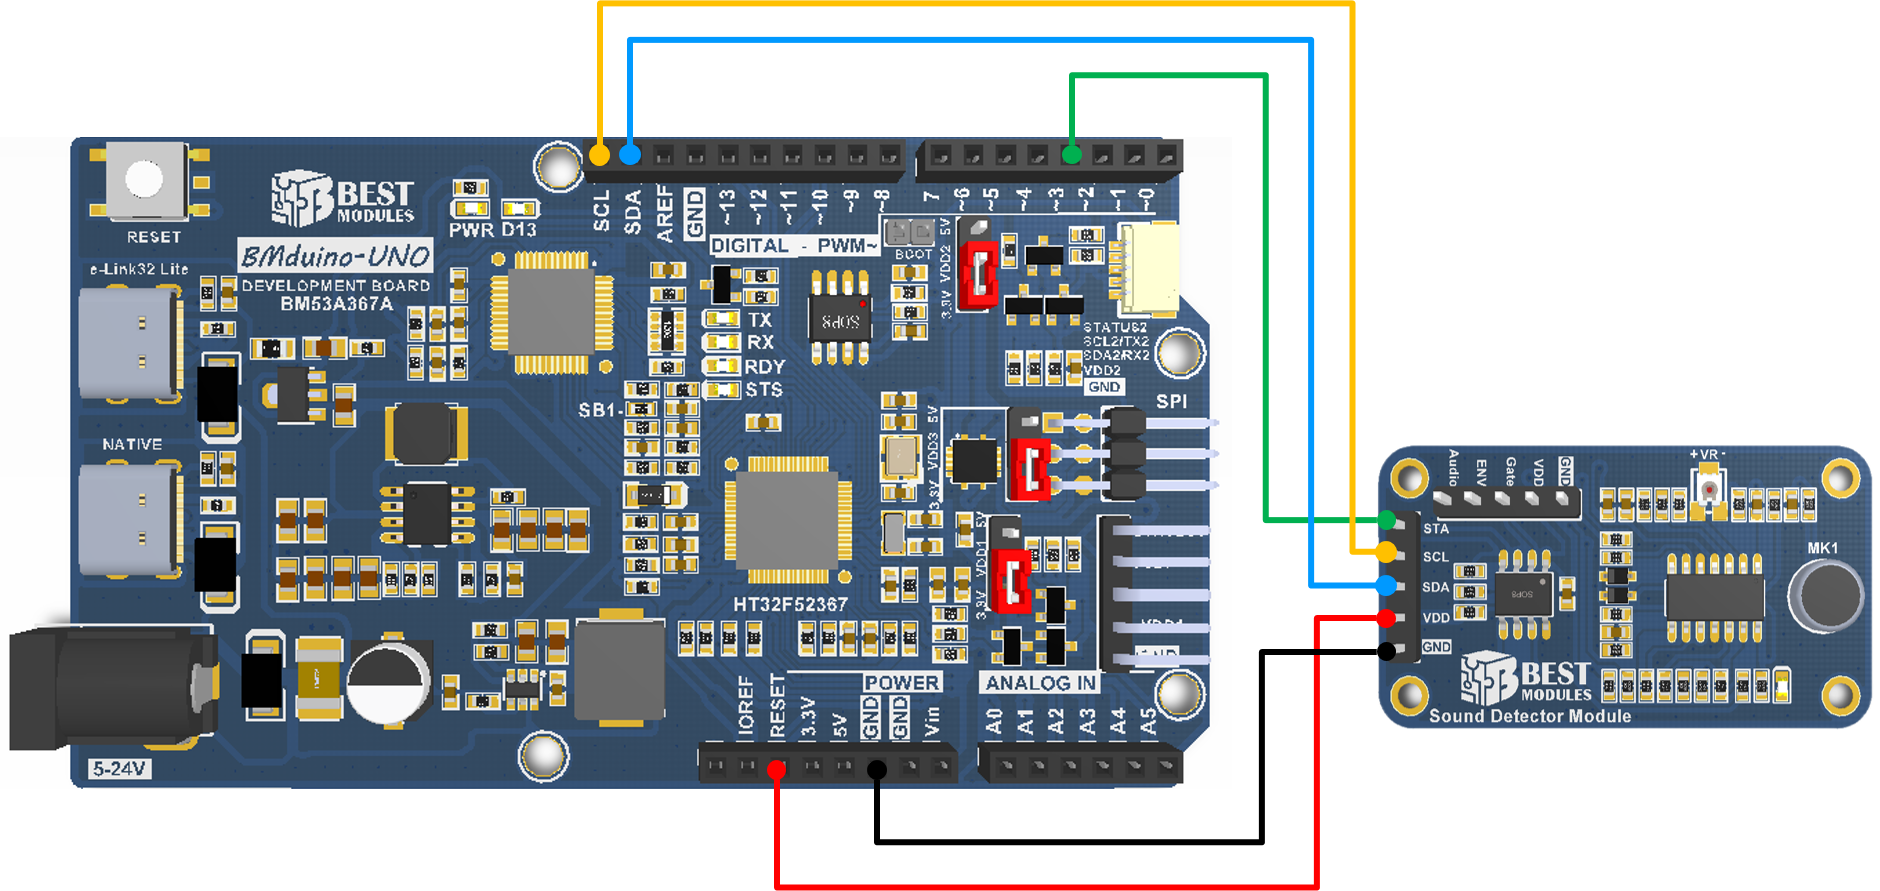 BEST
MODULES
RESET
PWR D13
SCL
SDA
AREF
GND
~13
~12
~11
~10
~9
~8
7
~6
~5
~4
~3
~2
~1
~0
DIGITAL - PWM~
BOOT
3.3V VDD2 5V
BMduino-UNO
DEVELOPMENT BOARD
BM53A367A
e-Link32 Lite
TX
RX
RDY
STS
SOP8
STATUS2
SCL2/TX2
SDA2/RX2
VDD2
GND
SB1-
SPI
NATIVE
3.3V VDD3 5V
3.3V VDD1 5V
HT32F52367
5-24V
POWER
ANALOG IN
IOREF
RESET
3.3V
5V
GND
GND
Vin
A0
A1
A2
A3
A4
A5
Audio
ENV
Gate
VDD
GND
+VR-
STA
SCL
SDA
VDD
GND
SOP8
MK1
BEST
MODULES
Sound Detector Module